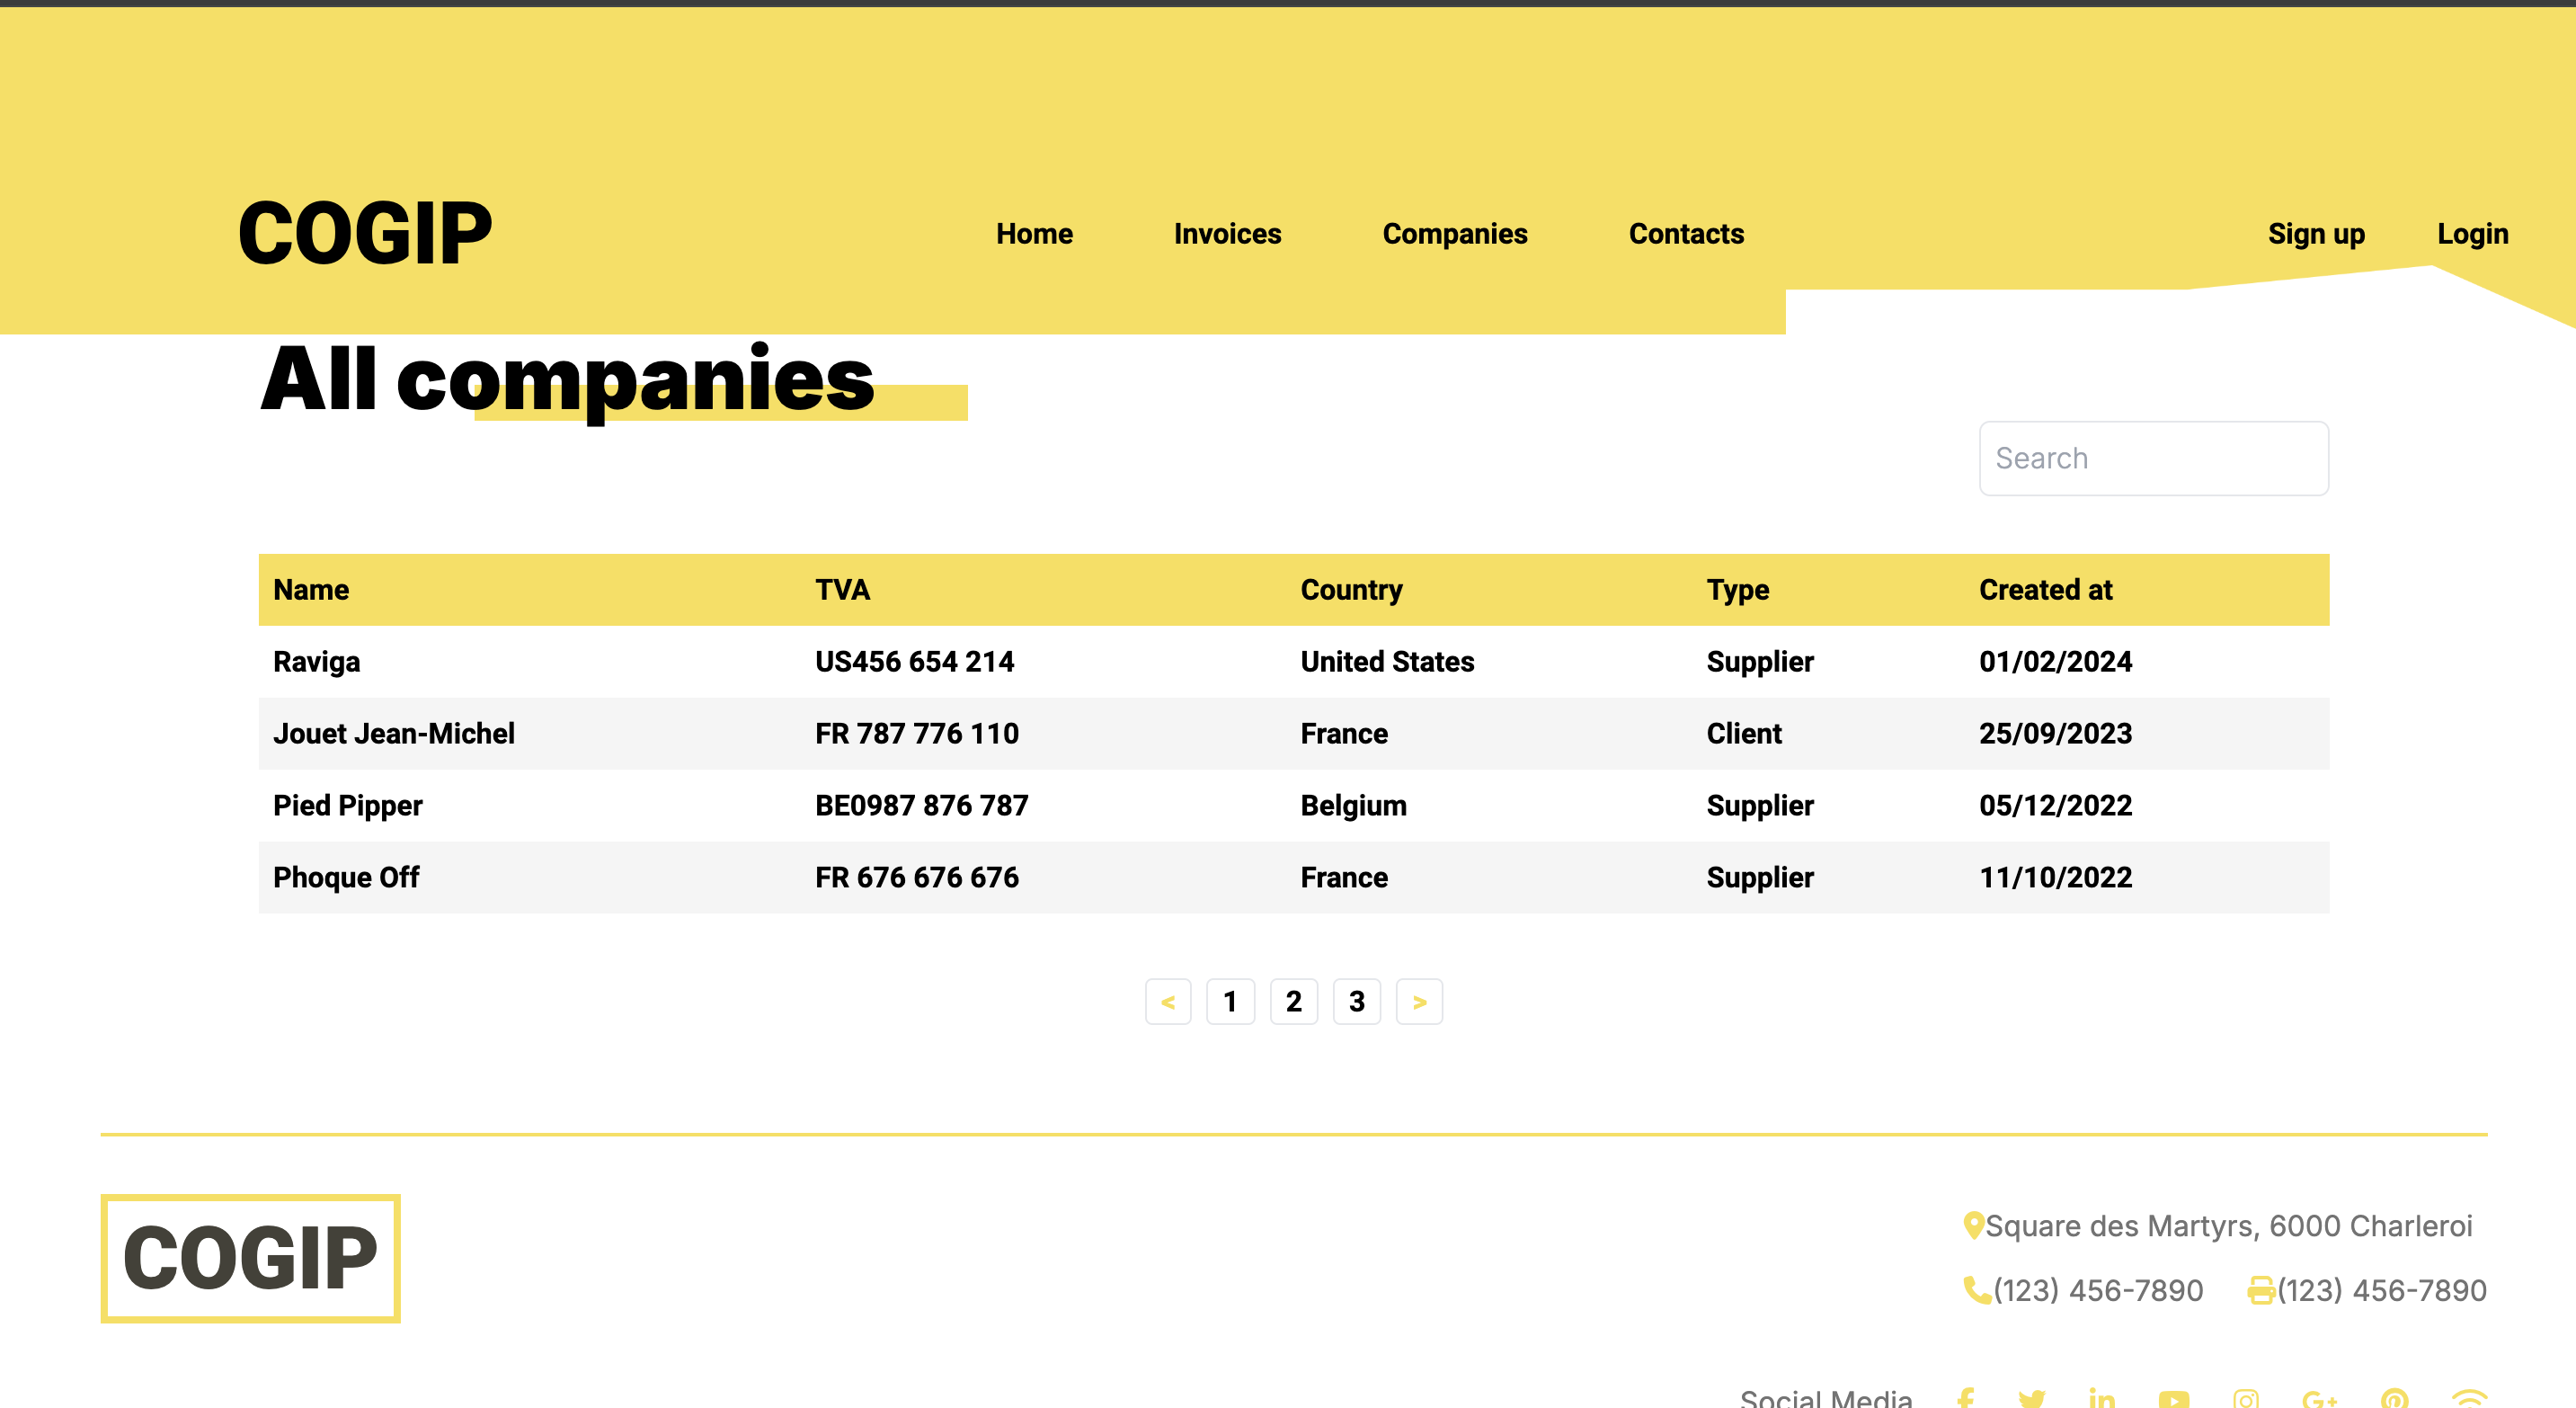 COGIP Home Invoices Companies Contacts Sign up Login
All companies
Search
Name TVA Country Type Created at
Raviga US456 654 214 United States Supplier 01/02/2024
Jouet Jean-Michel FR 787 776 110 France Client 25/09/2023
Pied Pipper BE0987 876 787 Belgium Supplier 05/12/2022
Phoque Off FR 676 676 676 France Supplier 11/10/2022
< 1 2 3 >
COGIP
Square des Martyrs, 6000 Charleroi
(123) 456-7890 (123) 456-7890
Social Media